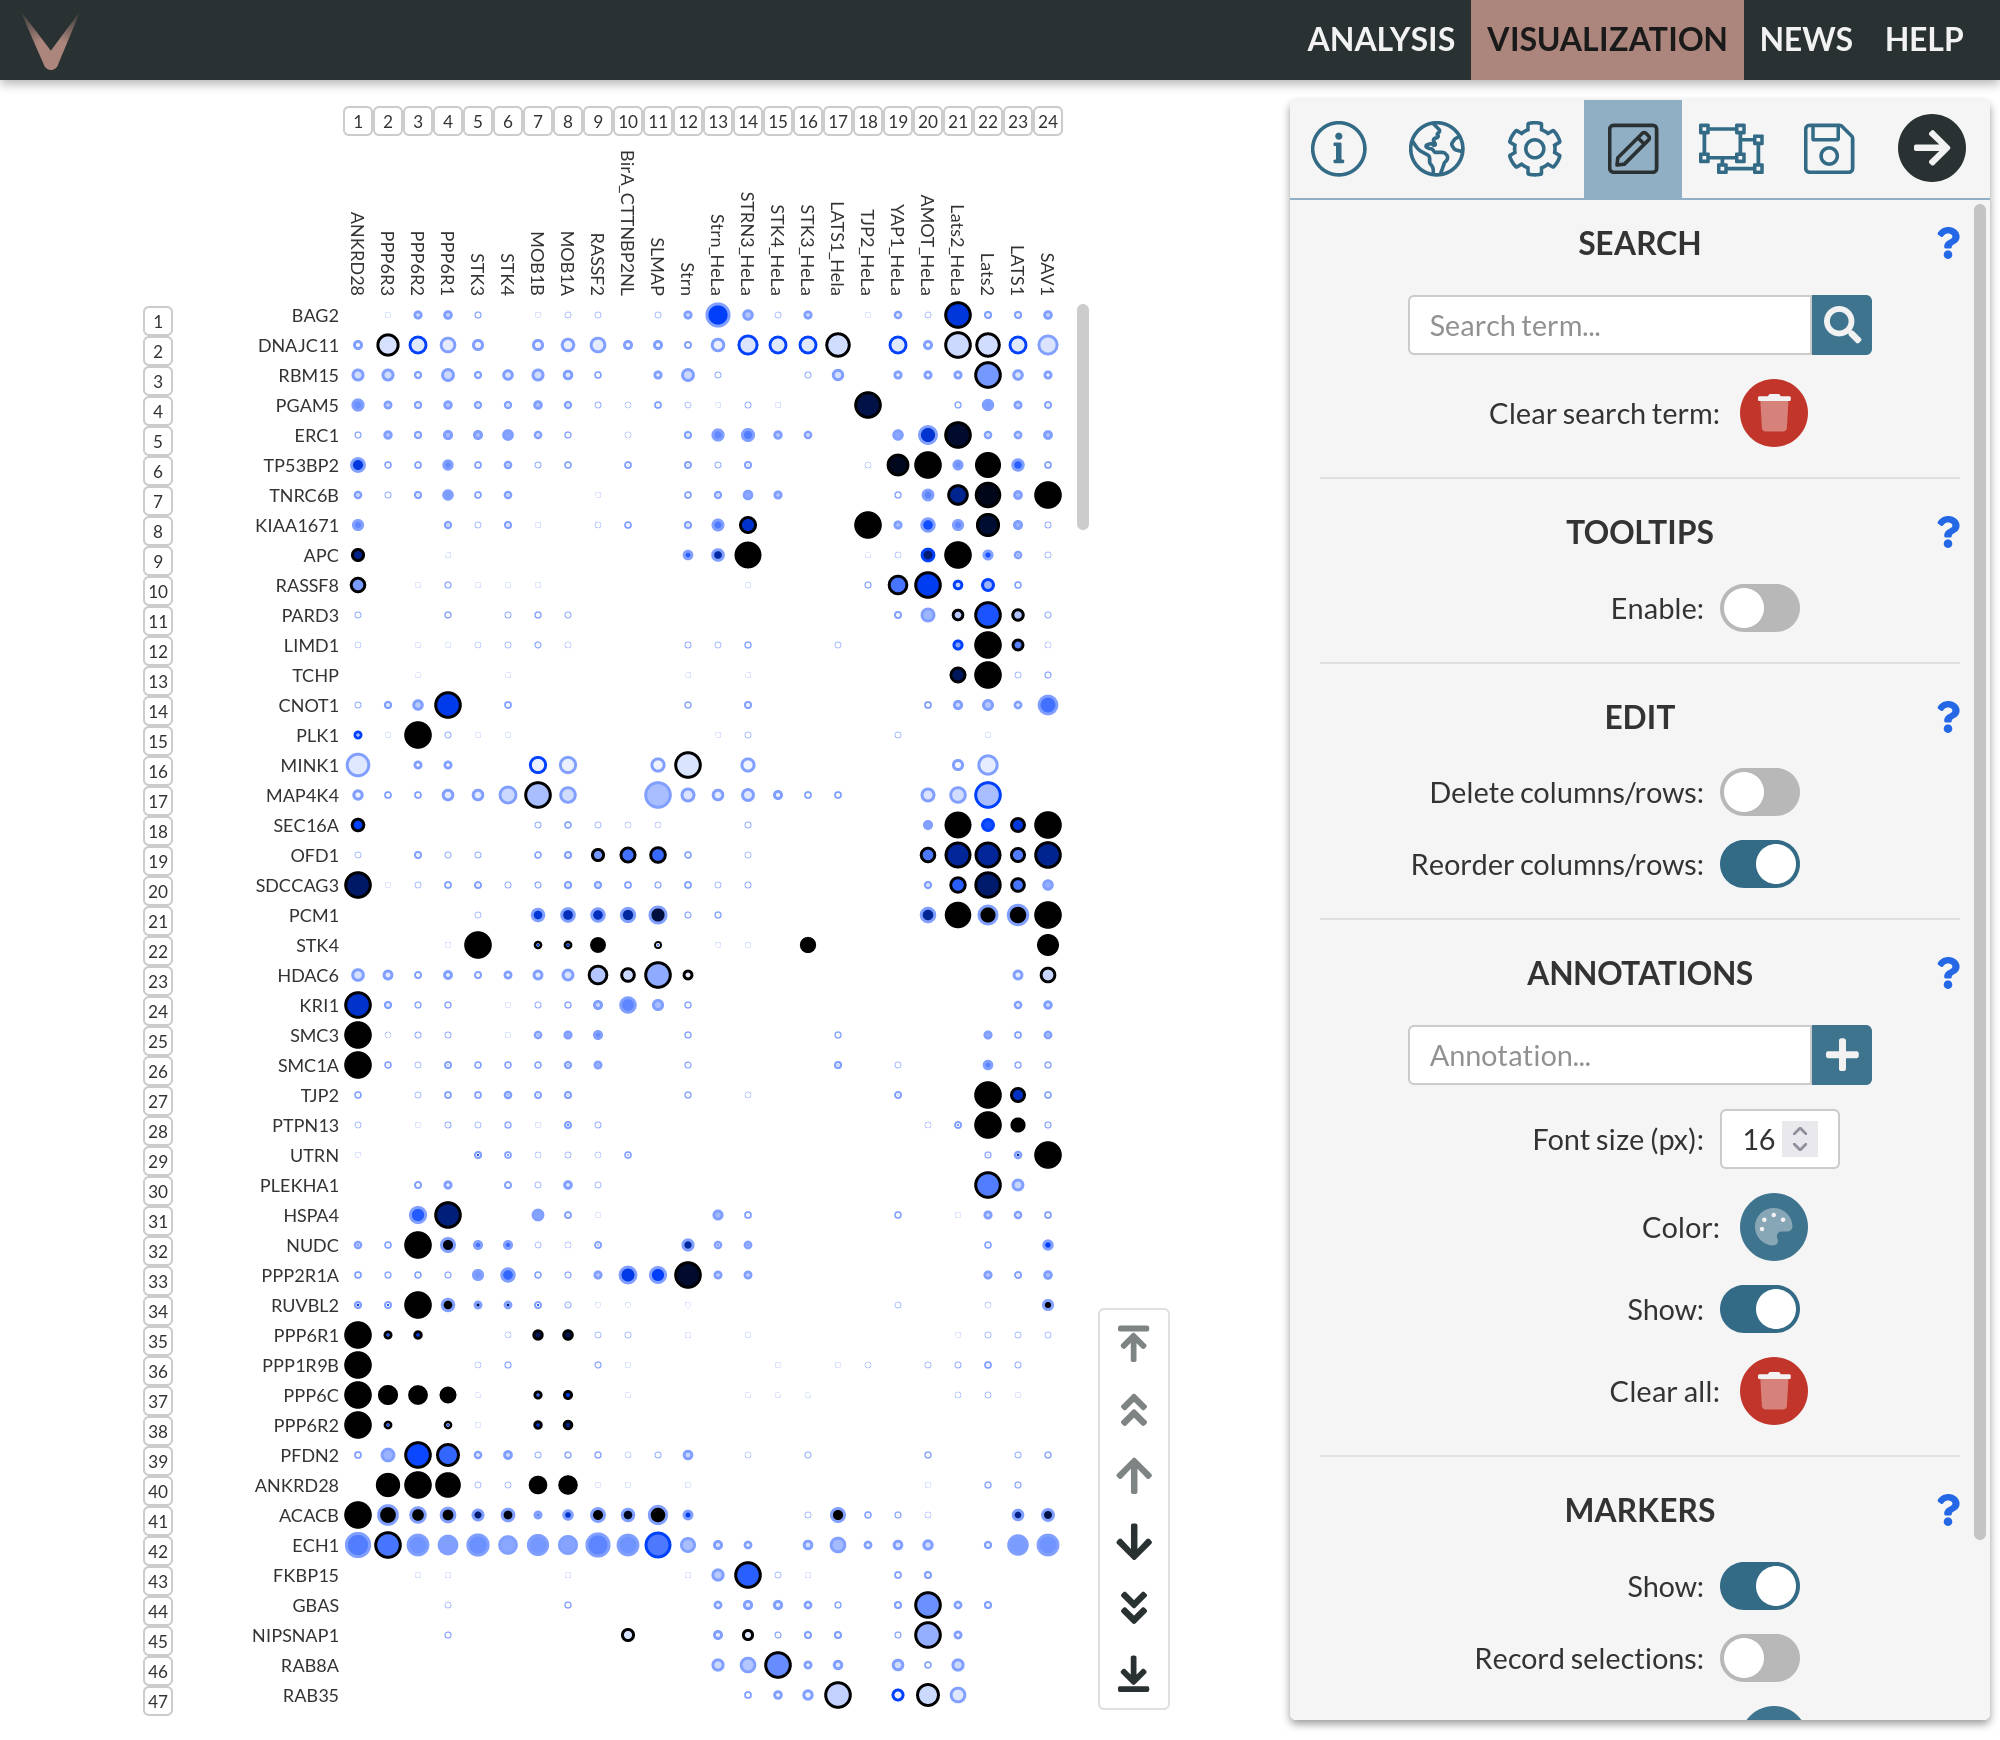 ANALYSIS VISUALIZATION NEWS HELP
1 2 3 4 5 6 7 8 9 10 11 12 13 14 15 16 17 18 19 20 21 22 23 24
ANKRD28 PPP6R3 PPP6R2 PPP6R1 STK3 STK4 MOB1B MOB1A RASSF2 BirA_CTTNBP2NL SLMAP Strn Strn_HeLa STRN3_HeLa STK4_HeLa STK3_HeLa LATS1_Hela TJP2_HeLa YAP1_HeLa AMOT_HeLa Lats2_HeLa Lats2 LATS1 SAV1
1 BAG2
2 DNAJC11
3 RBM15
4 PGAM5
5 ERC1
6 TP53BP2
7 TNRC6B
8 KIAA1671
9 APC
10 RASSF8
11 PARD3
12 LIMD1
13 TCHP
14 CNOT1
15 PLK1
16 MINK1
17 MAP4K4
18 SEC16A
19 OFD1
20 SDCCAG3
21 PCM1
22 STK4
23 HDAC6
24 KRI1
25 SMC3
26 SMC1A
27 TJP2
28 PTPN13
29 UTRN
30 PLEKHA1
31 HSPA4
32 NUDC
33 PPP2R1A
34 RUVBL2
35 PPP6R1
36 PPP1R9B
37 PPP6C
38 PPP6R2
39 PFDN2
40 ANKRD28
41 ACACB
42 ECH1
43 FKBP15
44 GBAS
45 NIPSNAP1
46 RAB8A
47 RAB35
SEARCH ?
Search term...
Clear search term:
TOOLTIPS ?
Enable:
EDIT ?
Delete columns/rows:
Reorder columns/rows:
ANNOTATIONS ?
Annotation...
Font size (px): 16
Color:
Show:
Clear all:
MARKERS ?
Show:
Record selections: